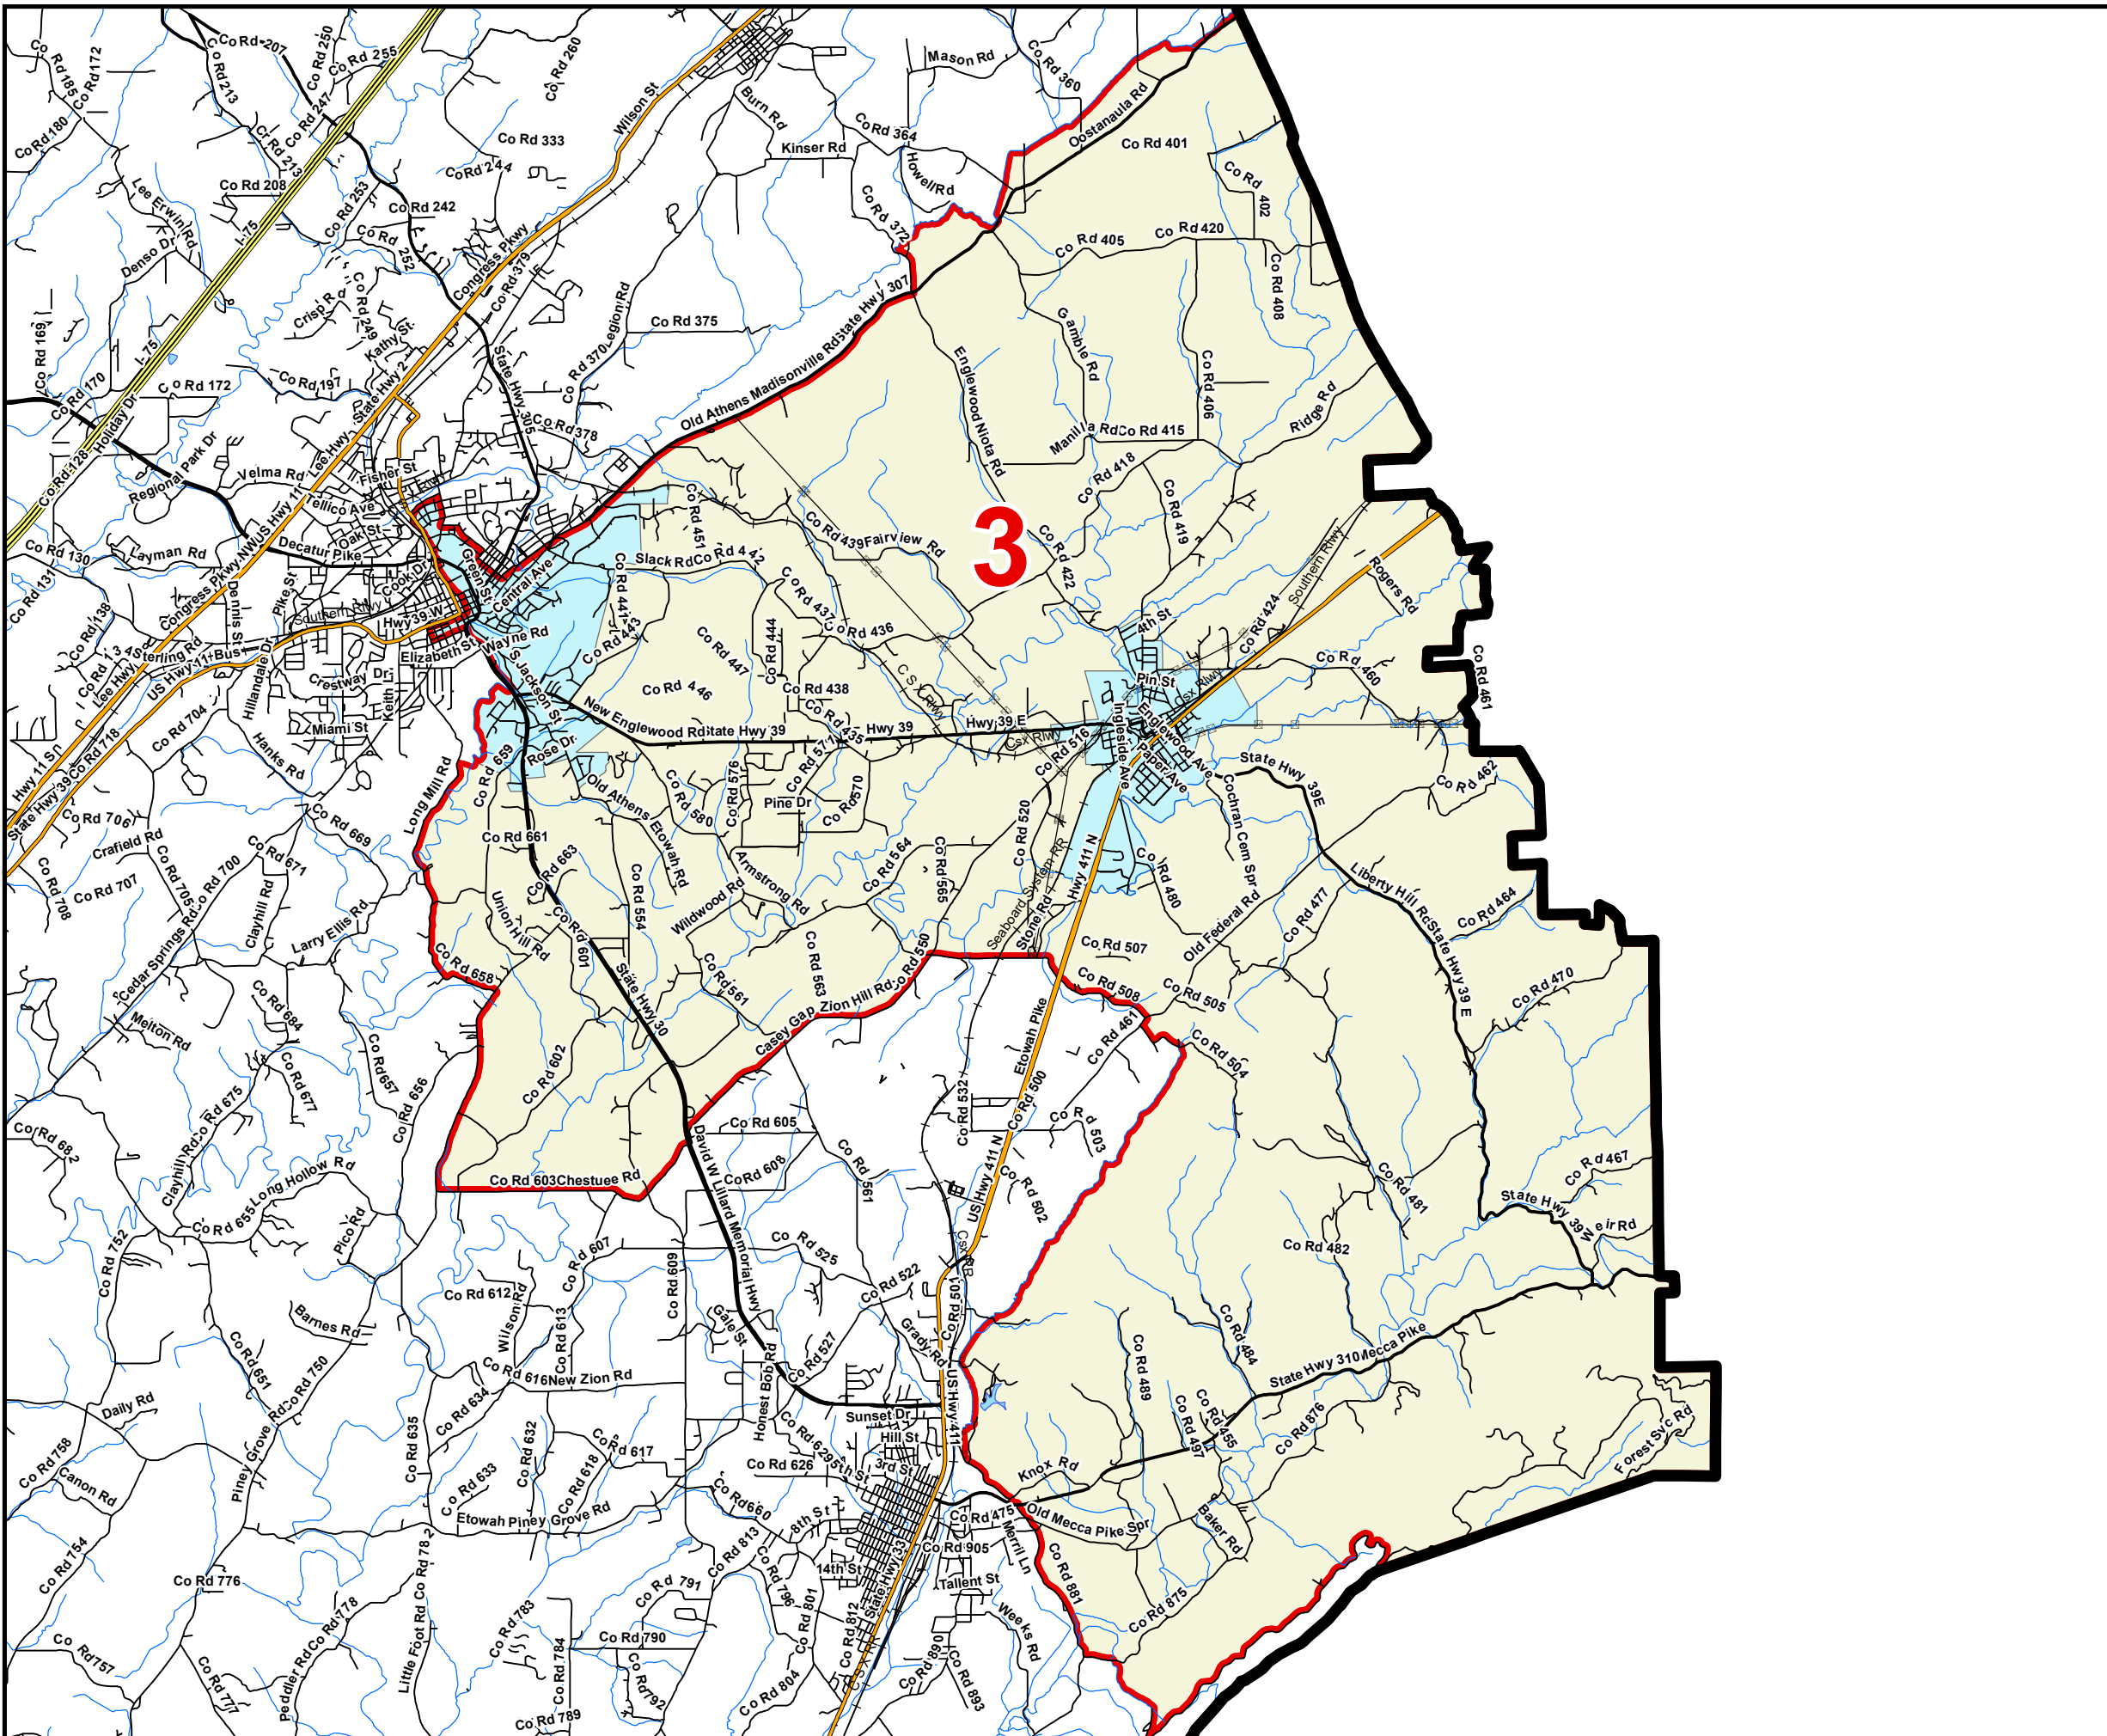 Co Rd 207
Co Rd 250
Co Rd 255
Co Rd 260
Co Rd 185
Co Rd 172
Co Rd 213
Co Rd 247
Wilson St
Mason Rd
Co Rd 360
Burn Rd
Oostanaula Rd
Co Rd 180
Cr Rd 213
Co Rd 333
Co Rd 364
Co Rd 401
Kinser Rd
Co Rd 244
Howell Rd
Co Rd 402
Lee Erwin Rd
Co Rd 208
Co Rd 253
Co Rd 242
Co Rd 372
I-75
Co Rd 252
Congress Pkwy
Co Rd 405
Co Rd 420
Denso Dr
Co Rd 379
Co Rd 408
Crisp Rd
Co Rd 249
Legion Rd
Co Rd 375
State Hwy 307
Gamble Rd
Co Rd 169
I-75
Kathy St
State Hwy 305
Co Rd 370
Old Athens Madisonville Rd
Englewood Niota Rd
Co Rd 406
Co Rd 170
Co Rd 172
Co Rd 197
State Hwy 2
Ridge Rd
Holiday Dr
Co Rd 378
Manilla Rd
Co Rd 415
Co Rd 128
Regional Park Dr
Velma Rd
Lee Hwy
Fisher St
Co Rd 418
Co Rd 419
Tellico Ave
US Hwy 11
Oak St
Co Rd 451
Co Rd 439
Fairview Rd
3
Co Rd 422
Southern Rlwy
Co Rd 130
Layman Rd
Congress Pkwy NW
Decatur Pike
Cook Dr
Green St
Central Ave
Slack Rd
Co Rd 442
Co Rd 441
Rogers Rd
Co Rd 131
Co Rd 138
Dennis St
Pike St
Southern Rlwy
Hwy 39 W
Co Rd 437
Co Rd 436
4th St
Co Rd 424
Sterling Rd
Elizabeth St
Wayne Rd
Co Rd 443
Co Rd 447
Co Rd 444
Lee Hwy
US Hwy 11
Bus
Hillandale Dr
Crestway Dr
Keith Ln
S Jackson St
Co Rd 446
Co Rd 438
CSX Rlwy
Pin St
Csx Rlwy
Co Rd 460
Co Rd 461
Co Rd 704
Miami St
New Englewood Rd
State Hwy 39
Co Rd 435
Hwy 39
Hwy 39 E
Csx Rlwy
Co Rd 516
Ingleside Ave
Englewood Ave
Paper Ave
Hwy 11 S
State Hwy 39
Co Rd 718
Hanks Rd
Long Mill Rd
Co Rd 659
Rose Dr
Old Athens Etowah Rd
Co Rd 580
Co Rd 576
Co Rd 571
Pine Dr
Co Rd 570
State Hwy 39E
Co Rd 462
Cochran Cem Spr
Co Rd 706
Crafield Rd
Co Rd 669
Co Rd 661
Co Rd 520
Co Rd 708
Co Rd 707
Co Rd 705
Co Rd 700
Co Rd 671
Co Rd 663
Armstrong Rd
Co Rd 564
Co Rd 565
Seaboard System RR
Hwy 411 N
Co Rd 480
Liberty Hill Rd
Co Rd 464
Co Rd 554
Wildwood Rd
Old Federal Rd
Co Rd 477
Clayhill Rd
Larry Ellis Rd
Union Hill Rd
Co Rd 601
Stone Rd
Co Rd 507
State Hwy 39 E
Cedar Springs Rd
Co Rd 658
Co Rd 561
Co Rd 563
Co Rd 550
Co Rd 508
Co Rd 505
Co Rd 470
Co Rd 684
Melton Rd
State Hwy 30
Casey Gap
Zion Hill Rd
Etowah Pike
Co Rd 461
Co Rd 504
Co Rd 657
Co Rd 677
Co Rd 675
Co Rd 656
Co Rd 602
Co Rd 532
Co Rd 500
Co Rd 503
Co Rd 682
Clayhill Rd
Long Hollow Rd
Co Rd 605
David W Lillard Memorial Hwy
Co Rd 608
Co Rd 561
US Hwy 411 N
Co Rd 502
Co Rd 467
Co Rd 481
Co Rd 603
Chestuee Rd
Co Rd 655
State Hwy 39
Weir Rd
Co Rd 752
Pico Rd
Co Rd 607
Co Rd 525
Csx RR
Co Rd 482
Co Rd 612
Wilson Rd
Co Rd 609
Co Rd 522
Co Rd 501
Barnes Rd
Co Rd 613
Gale St
Grady Rd
Co Rd 484
Co Rd 651
Co Rd 750
Co Rd 616
New Zion Rd
Honest Bob Rd
Co Rd 527
US Hwy 411
Co Rd 489
State Hwy 310
Mecca Pike
Daily Rd
Co Rd 634
Sunset Dr
Hill St
Co Rd 497
Co Rd 455
Co Rd 876
Forest Svc Rd
Co Rd 758
Canon Rd
Piney Grove Rd
Co Rd 635
Co Rd 632
Co Rd 617
Co Rd 629
5th St
3rd St
Co Rd 626
Knox Rd
Co Rd 633
Co Rd 618
Etowah Piney Grove Rd
Co Rd 660
8th St
Co Rd 475
Old Mecca Pike Spr
Baker Rd
Co Rd 754
Co Rd 776
Co Rd 782
Co Rd 813
Co Rd 796
14th St
State Hwy 33
Co Rd 905
Merril Ln
Tallent St
Co Rd 881
Co Rd 875
Co Rd 791
Co Rd 801
Co Rd 812
Weeks Rd
Co Rd 757
Co Rd 777
Peddler Rd
Co Rd 778
Little Foot Rd
Co Rd 783
Co Rd 784
Co Rd 790
Co Rd 792
Co Rd 789
Co Rd 804
Co Rd 890
Co Rd 893